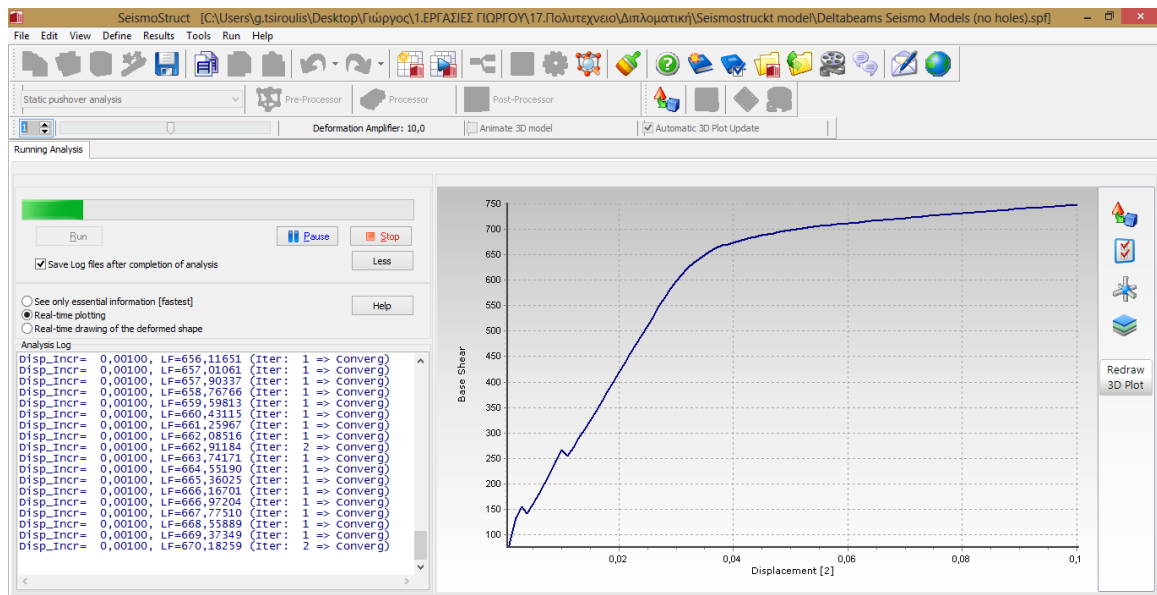 SeismoStruct [C:\Users\g.tsiroulis\Desktop\Γιώργος\1.ΕΡΓΑΣΙΕΣ ΓΙΩΡΓΟΥ\17.Πολυτεχνειο\Διπλοματική\Seismostruckt model\Deltabeams Seismo Models (no holes).spf]
File Edit View Define Results Tools Run Help
Static pushover analysis Pre-Processor Processor Post-Processor
1 Deformation Amplifier: 10,0 Animate 3D model Automatic 3D Plot Update
Running Analysis
Run Pause Stop
Save Log files after completion of analysis Less
See only essential information [fastest] Help
Real-time plotting
Real-time drawing of the deformed shape
Analysis Log
Disp_Incr= 0,00100, LF=656,11651 (Iter: 1 => Converg)
Disp_Incr= 0,00100, LF=657,01061 (Iter: 1 => Converg)
Disp_Incr= 0,00100, LF=657,90337 (Iter: 1 => Converg)
Disp_Incr= 0,00100, LF=658,76766 (Iter: 1 => Converg)
Disp_Incr= 0,00100, LF=659,59813 (Iter: 1 => Converg)
Disp_Incr= 0,00100, LF=660,43115 (Iter: 1 => Converg)
Disp_Incr= 0,00100, LF=661,25967 (Iter: 1 => Converg)
Disp_Incr= 0,00100, LF=662,08516 (Iter: 1 => Converg)
Disp_Incr= 0,00100, LF=662,91184 (Iter: 2 => Converg)
Disp_Incr= 0,00100, LF=663,74171 (Iter: 1 => Converg)
Disp_Incr= 0,00100, LF=664,55190 (Iter: 1 => Converg)
Disp_Incr= 0,00100, LF=665,36025 (Iter: 1 => Converg)
Disp_Incr= 0,00100, LF=666,16701 (Iter: 1 => Converg)
Disp_Incr= 0,00100, LF=666,97204 (Iter: 1 => Converg)
Disp_Incr= 0,00100, LF=667,77510 (Iter: 1 => Converg)
Disp_Incr= 0,00100, LF=668,55889 (Iter: 1 => Converg)
Disp_Incr= 0,00100, LF=669,37349 (Iter: 1 => Converg)
Disp_Incr= 0,00100, LF=670,18259 (Iter: 2 => Converg)
750
700
650
600
550
500
450
400
350
300
250
200
150
100
Base Shear
0,02 0,04 0,06 0,08 0,1
Displacement [2]
Redraw
3D Plot